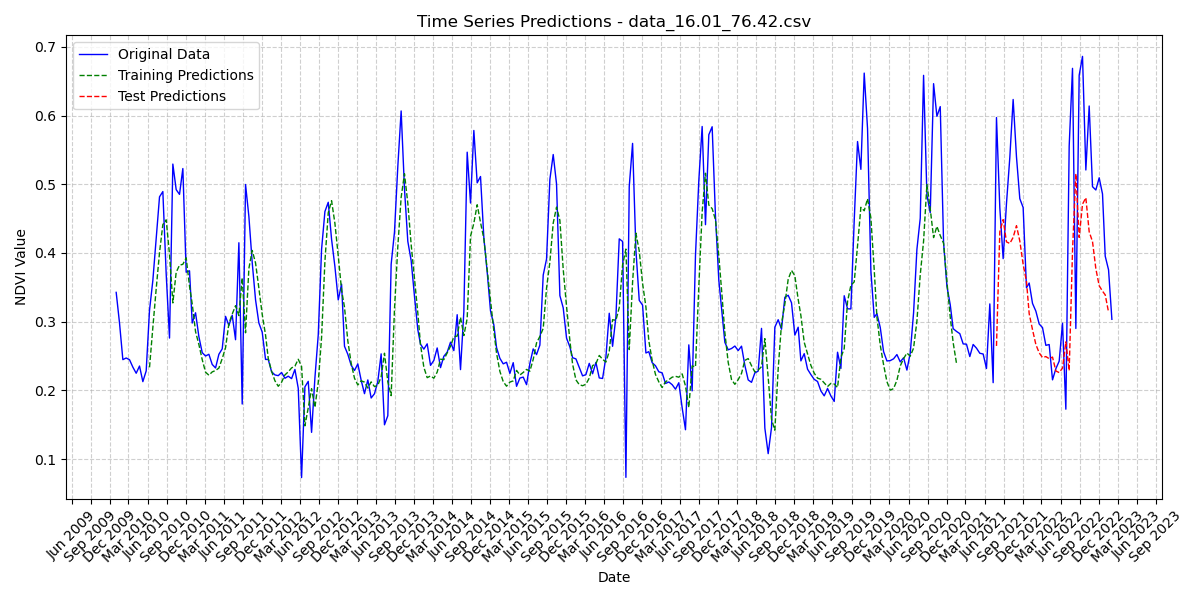 Time Series Predictions - data_16.01_76.42.csv
Original Data
Training Predictions
Test Predictions
NDVI Value
0.7
0.6
0.5
0.4
0.3
0.2
0.1
Jun 2009
Sep 2009
Dec 2009
Mar 2010
Jun 2010
Sep 2010
Dec 2010
Mar 2011
Jun 2011
Sep 2011
Dec 2011
Mar 2012
Jun 2012
Sep 2012
Dec 2012
Mar 2013
Jun 2013
Sep 2013
Dec 2013
Mar 2014
Jun 2014
Sep 2014
Dec 2014
Mar 2015
Jun 2015
Sep 2015
Dec 2015
Mar 2016
Jun 2016
Sep 2016
Dec 2016
Mar 2017
Jun 2017
Sep 2017
Dec 2017
Mar 2018
Jun 2018
Sep 2018
Dec 2018
Mar 2019
Jun 2019
Sep 2019
Dec 2019
Mar 2020
Jun 2020
Sep 2020
Dec 2020
Mar 2021
Jun 2021
Sep 2021
Dec 2021
Mar 2022
Jun 2022
Sep 2022
Dec 2022
Mar 2023
Jun 2023
Sep 2023
Date